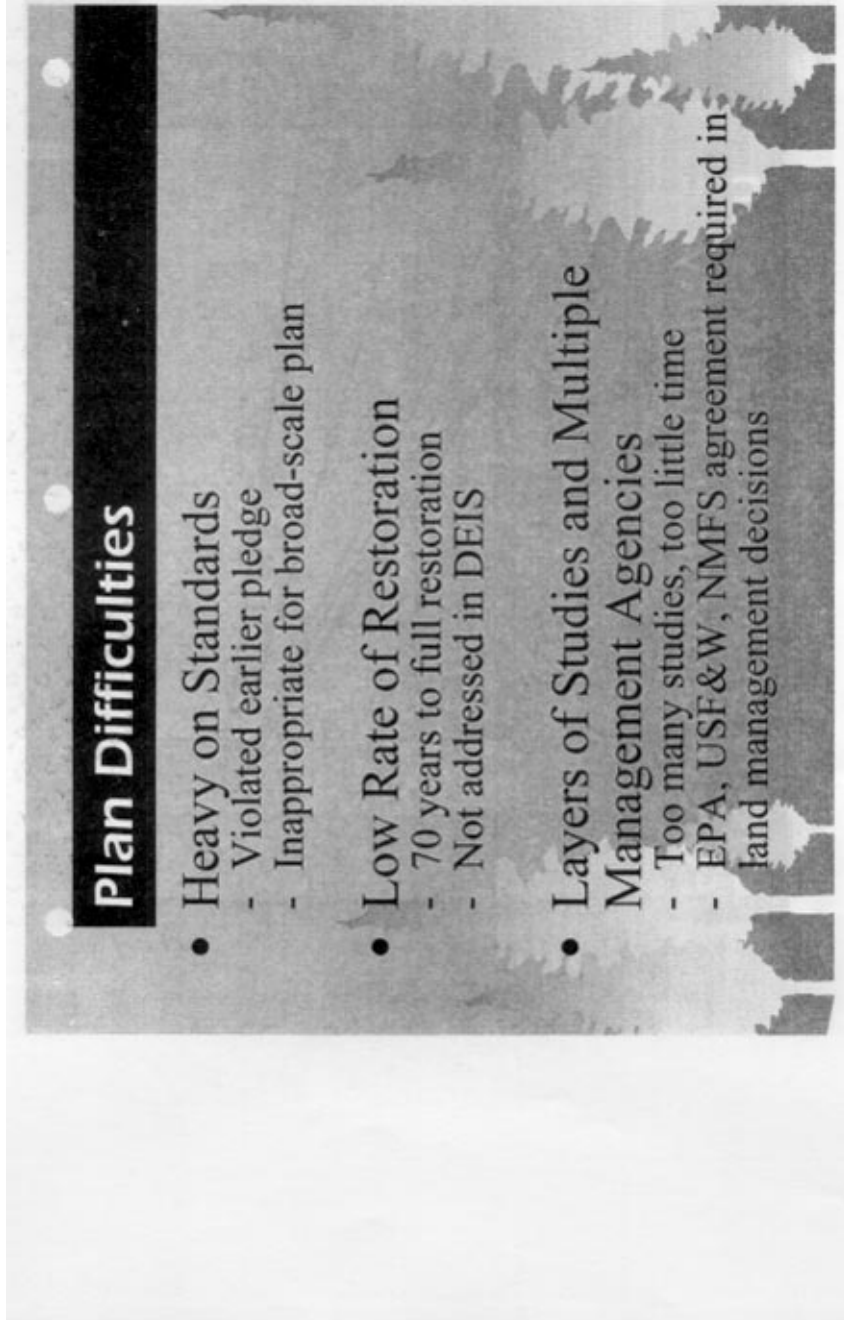 Plan Difficulties
• Heavy on Standards
- Violated earlier pledge
- Inappropriate for broad-scale plan
• Low Rate of Restoration
- 70 years to full restoration
- Not addressed in DEIS
• Layers of Studies and Multiple
Management Agencies
- Too many studies, too little time
- EPA, USF&W, NMFS agreement required in
land management decisions